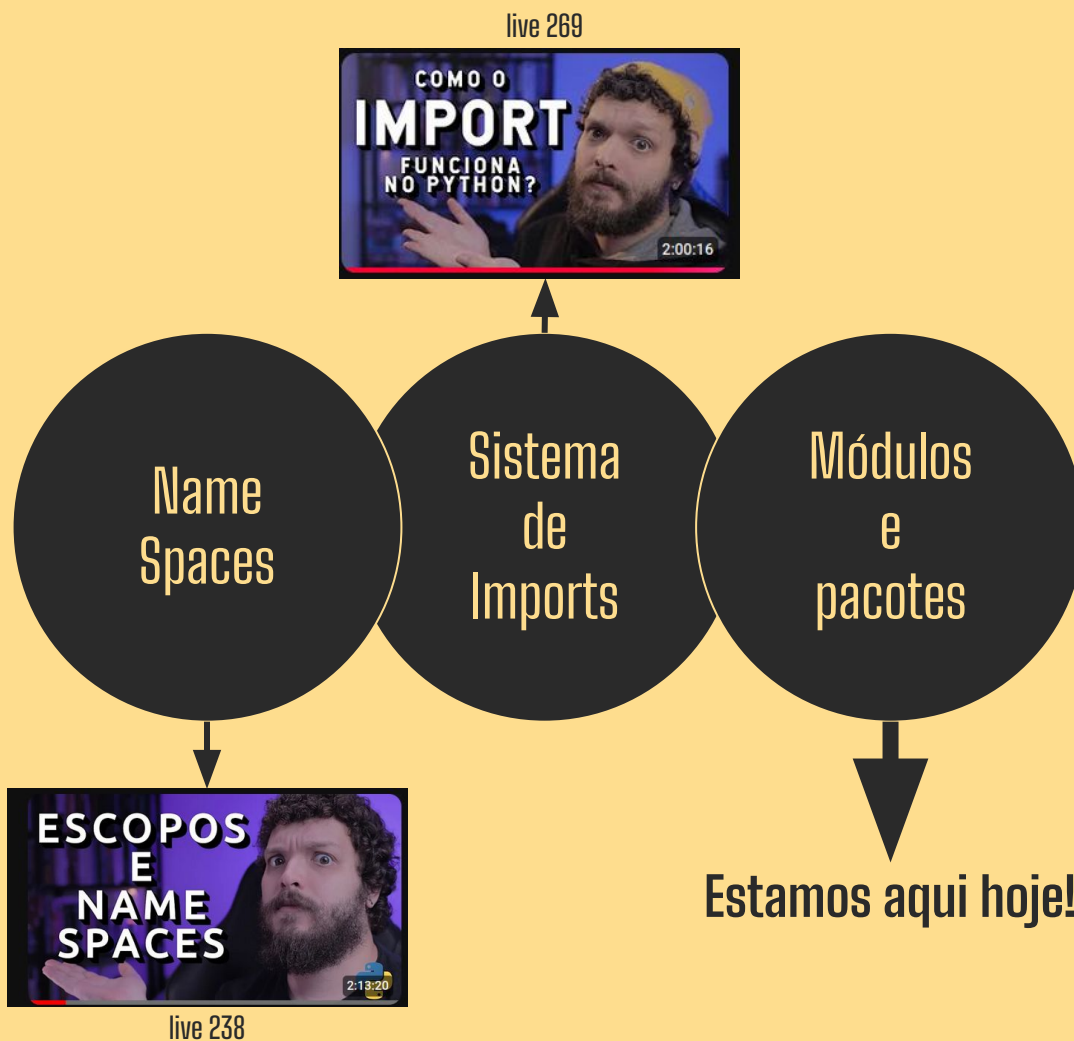 live 269
COMO O
IMPORT
FUNCIONA
NO PYTHON?
2:00:16
Name
Spaces
Sistema
de
Imports
Módulos
e
pacotes
ESCOPOS
E
NAME
SPACES
2:13:20
live 238
Estamos aqui hoje!